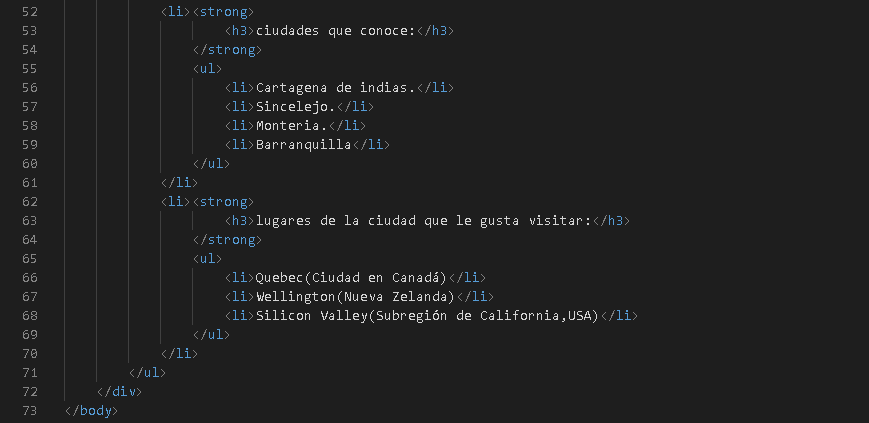 52 <li><strong>
53 <h3>ciudades que conoce:</h3>
54 </strong>
55 <ul>
56 <li>Cartagena de indias.</li>
57 <li>Sincelejo.</li>
58 <li>Monteria.</li>
59 <li>Barranquilla</li>
60 </ul>
61 </li>
62 <li><strong>
63 <h3>lugares de la ciudad que le gusta visitar:</h3>
64 </strong>
65 <ul>
66 <li>Quebec(Ciudad en Canadá)</li>
67 <li>Wellington(Nueva Zelanda)</li>
68 <li>Silicon Valley(Subregión de California,USA)</li>
69 </ul>
70 </li>
71 </ul>
72 </div>
73 </body>